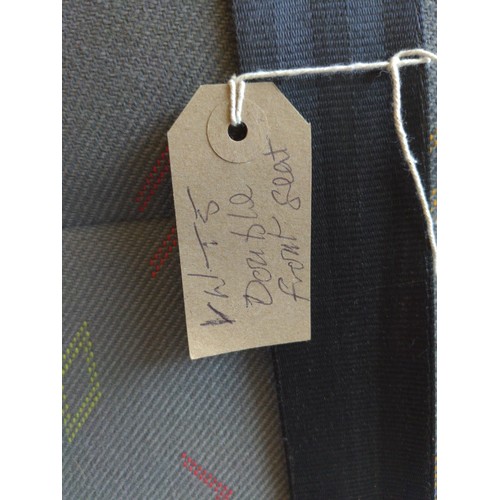 VW-T5
Double
front seat